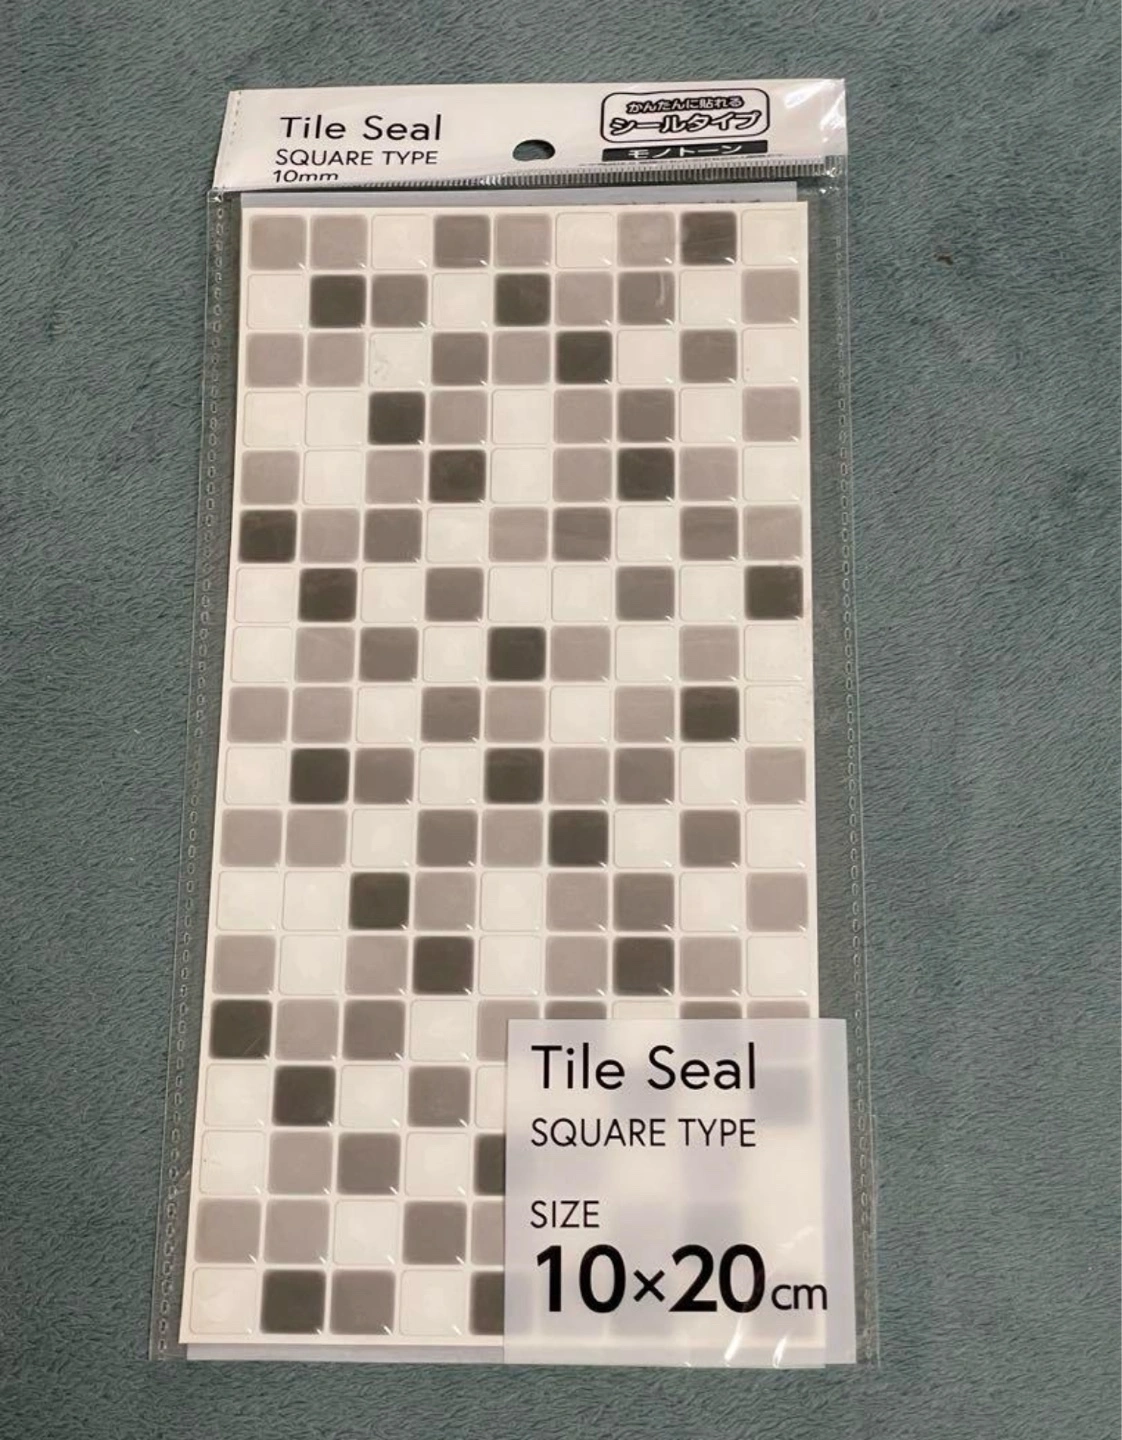 Tile Seal
SQUARE TYPE
10mm
かんたんに貼れる
シールタイプ
モノトーン
Tile Seal
SQUARE TYPE
SIZE
10×20cm